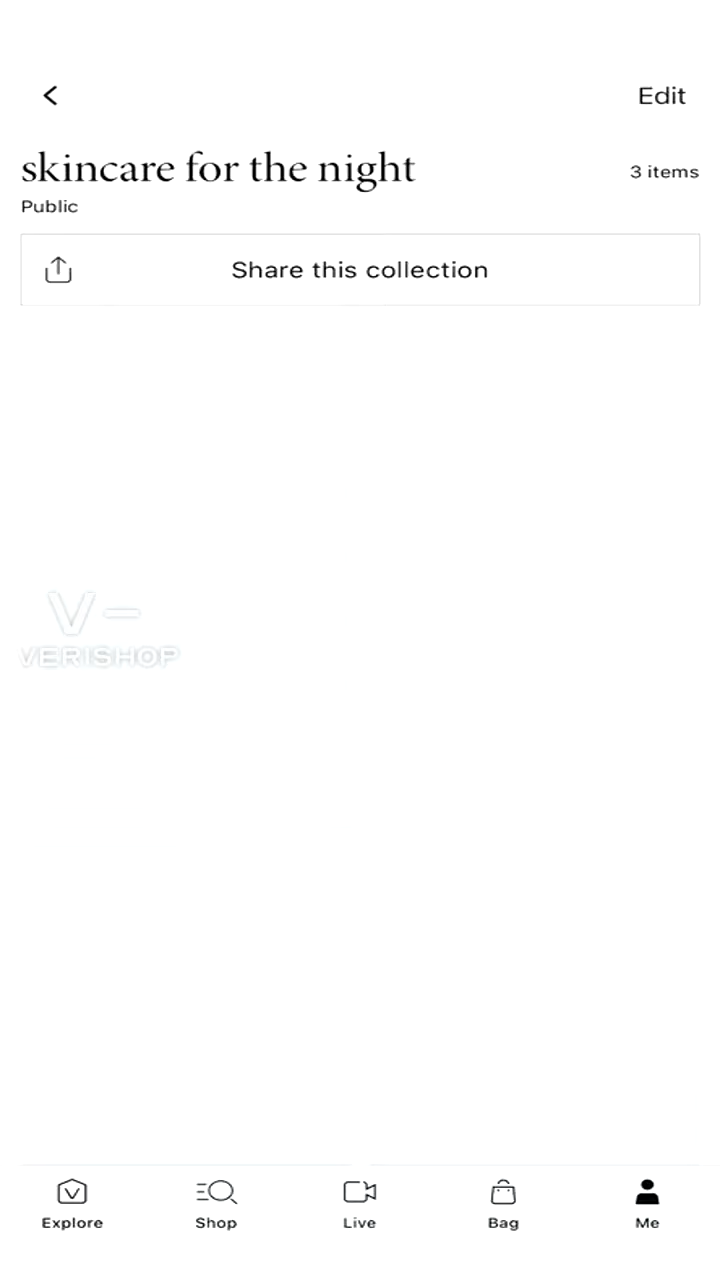 Edit
skincare for the night
3 items
Public
Share this collection
V-
VERISHOP
Explore
Shop
Live
Bag
Me